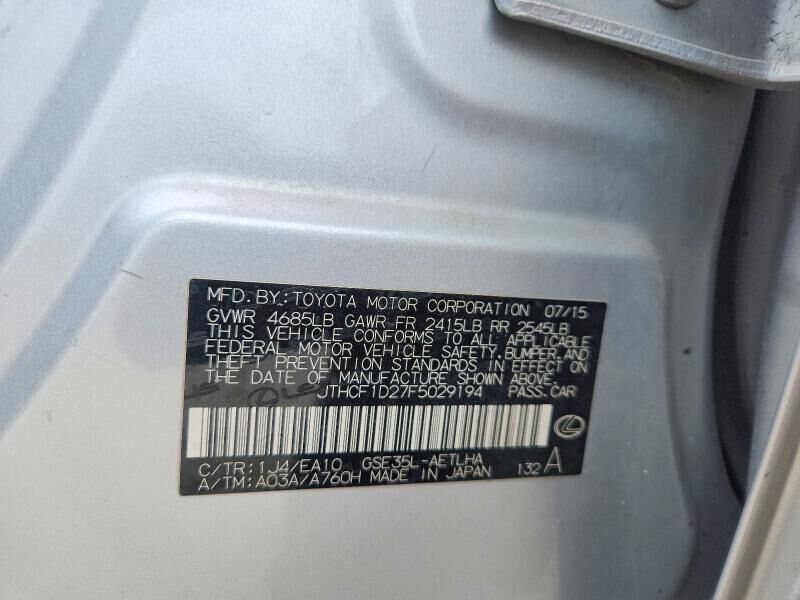 MFD. BY: TOYOTA MOTOR CORPORATION 07/15
GVWR 4685LB GAWR FR 2415LB RR 2545LB
THIS VEHICLE CONFORMS TO ALL APPLICABLE
FEDERAL MOTOR VEHICLE SAFETY, BUMPER, AND
THEFT PREVENTION STANDARDS IN EFFECT ON
THE DATE OF MANUFACTURE SHOWN ABOVE.
JTHCF1D27F5029194 PASS. CAR
C/TR: 1J4/EA10 GSE35L-AETLHA
A/TM: A03A/A760H MADE IN JAPAN 132 A